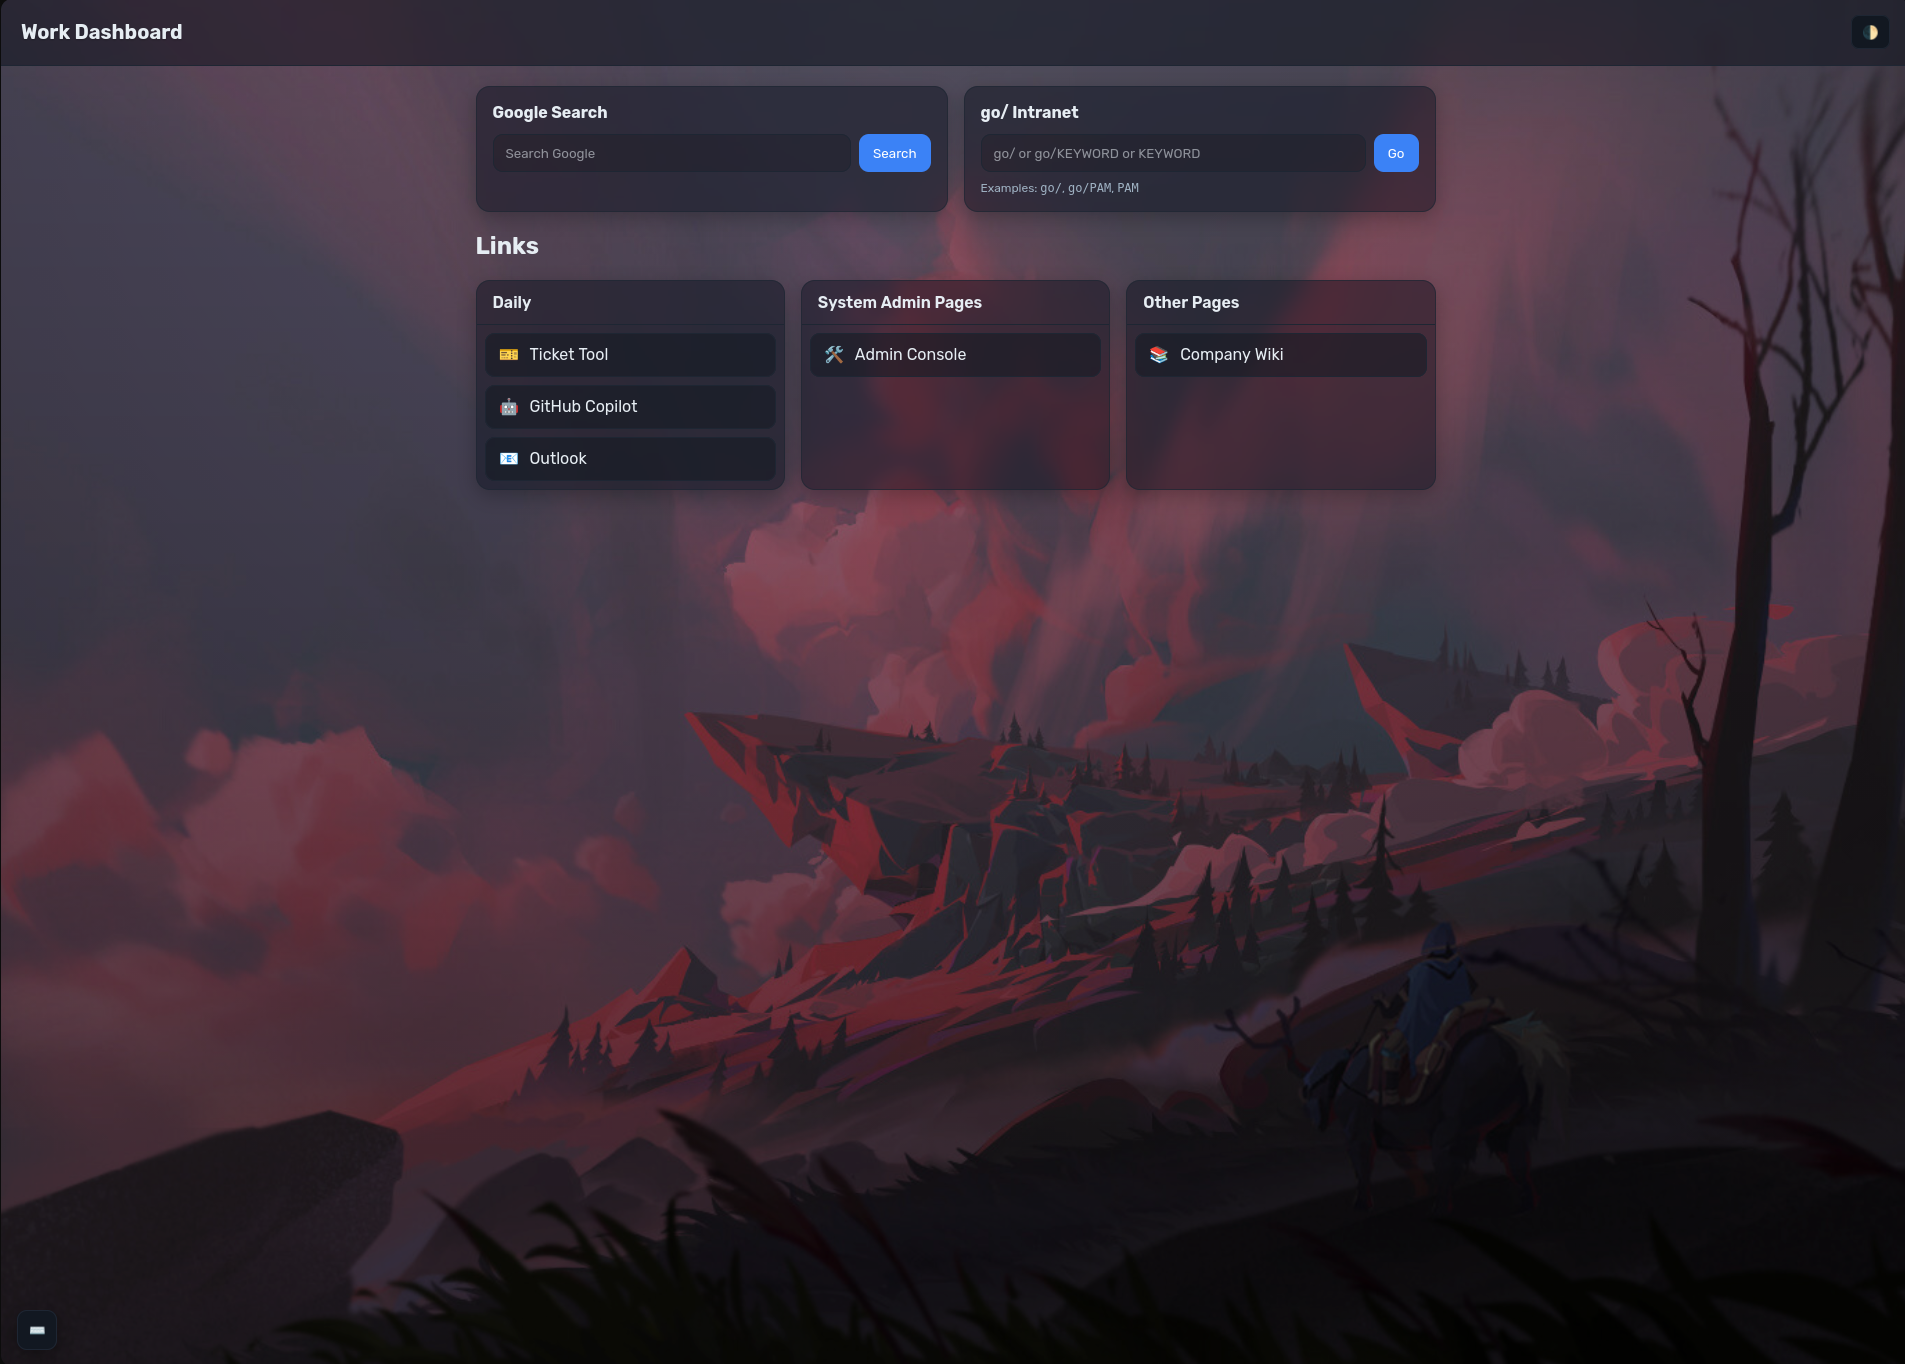 Work Dashboard
Google Search
Search Google
Search
go/ Intranet
go/ or go/KEYWORD or KEYWORD
Go
Examples: go/, go/PAM, PAM
Links
Daily
Ticket Tool
GitHub Copilot
Outlook
System Admin Pages
Admin Console
Other Pages
Company Wiki